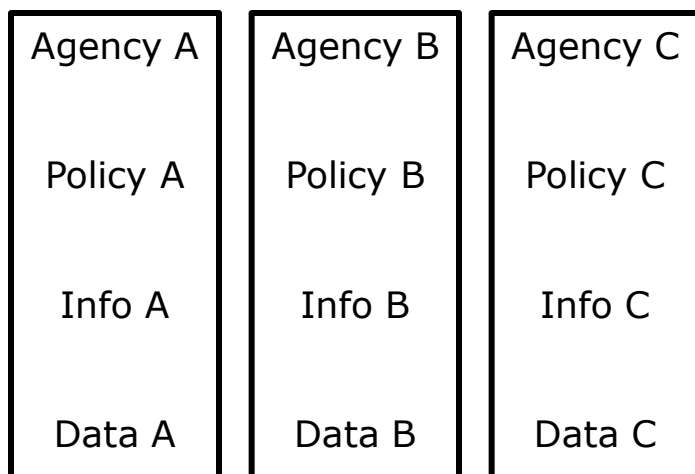 Agency A
Policy A
Info A
Data A
Agency B
Policy B
Info B
Data B
Agency C
Policy C
Info C
Data C